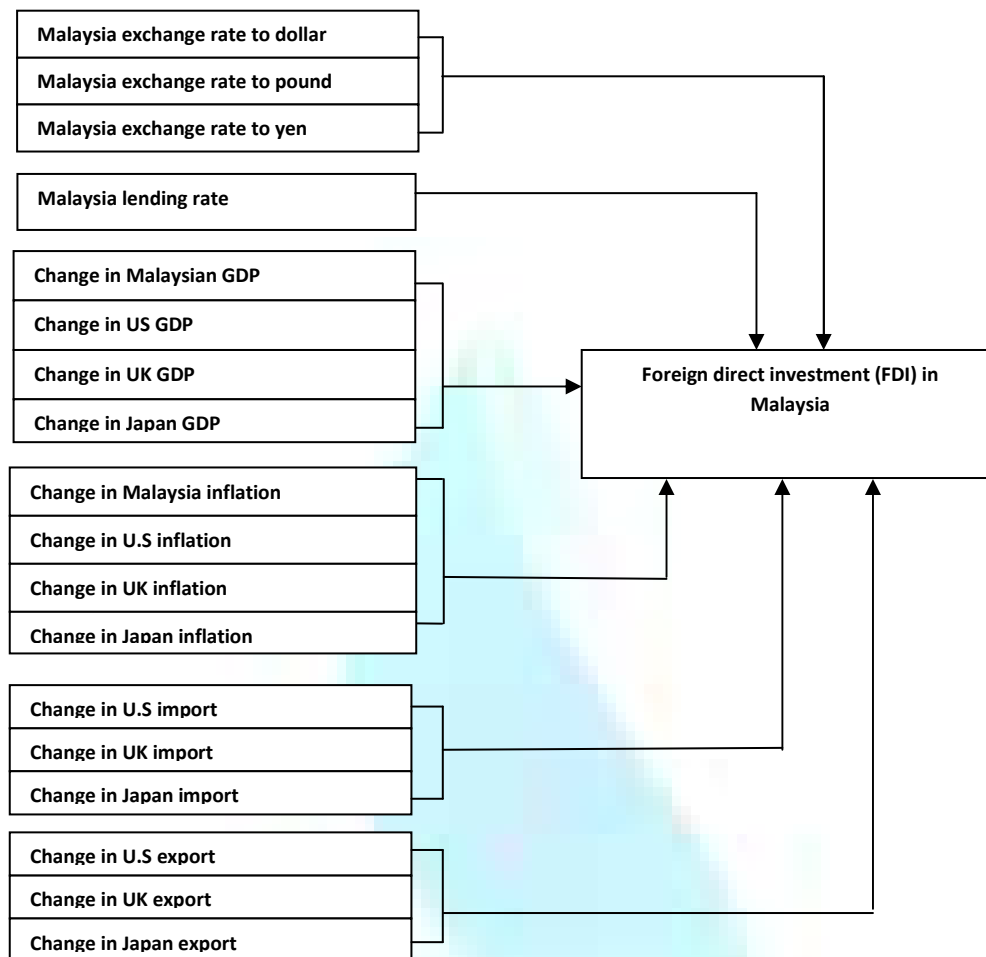 Malaysia exchange rate to dollar
Malaysia exchange rate to pound
Malaysia exchange rate to yen
Malaysia lending rate
Change in Malaysian GDP
Change in US GDP
Change in UK GDP
Change in Japan GDP
Foreign direct investment (FDI) in
Malaysia
Change in Malaysia inflation
Change in U.S inflation
Change in UK inflation
Change in Japan inflation
Change in U.S import
Change in UK import
Change in Japan import
Change in U.S export
Change in UK export
Change in Japan export